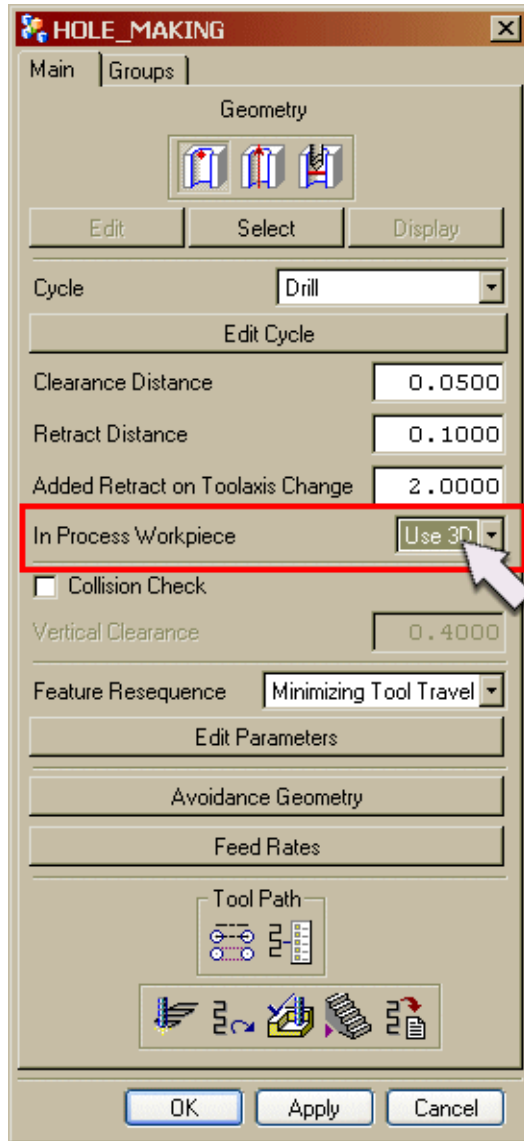 HOLE_MAKING
Main Groups
Geometry
Edit Select Display
Cycle Drill
Edit Cycle
Clearance Distance 0.0500
Retract Distance 0.1000
Added Retract on Toolaxis Change 2.0000
In Process Workpiece Use 3D
Collision Check
Vertical Clearance 0.4000
Feature Resequence Minimizing Tool Travel
Edit Parameters
Avoidance Geometry
Feed Rates
Tool Path
OK Apply Cancel